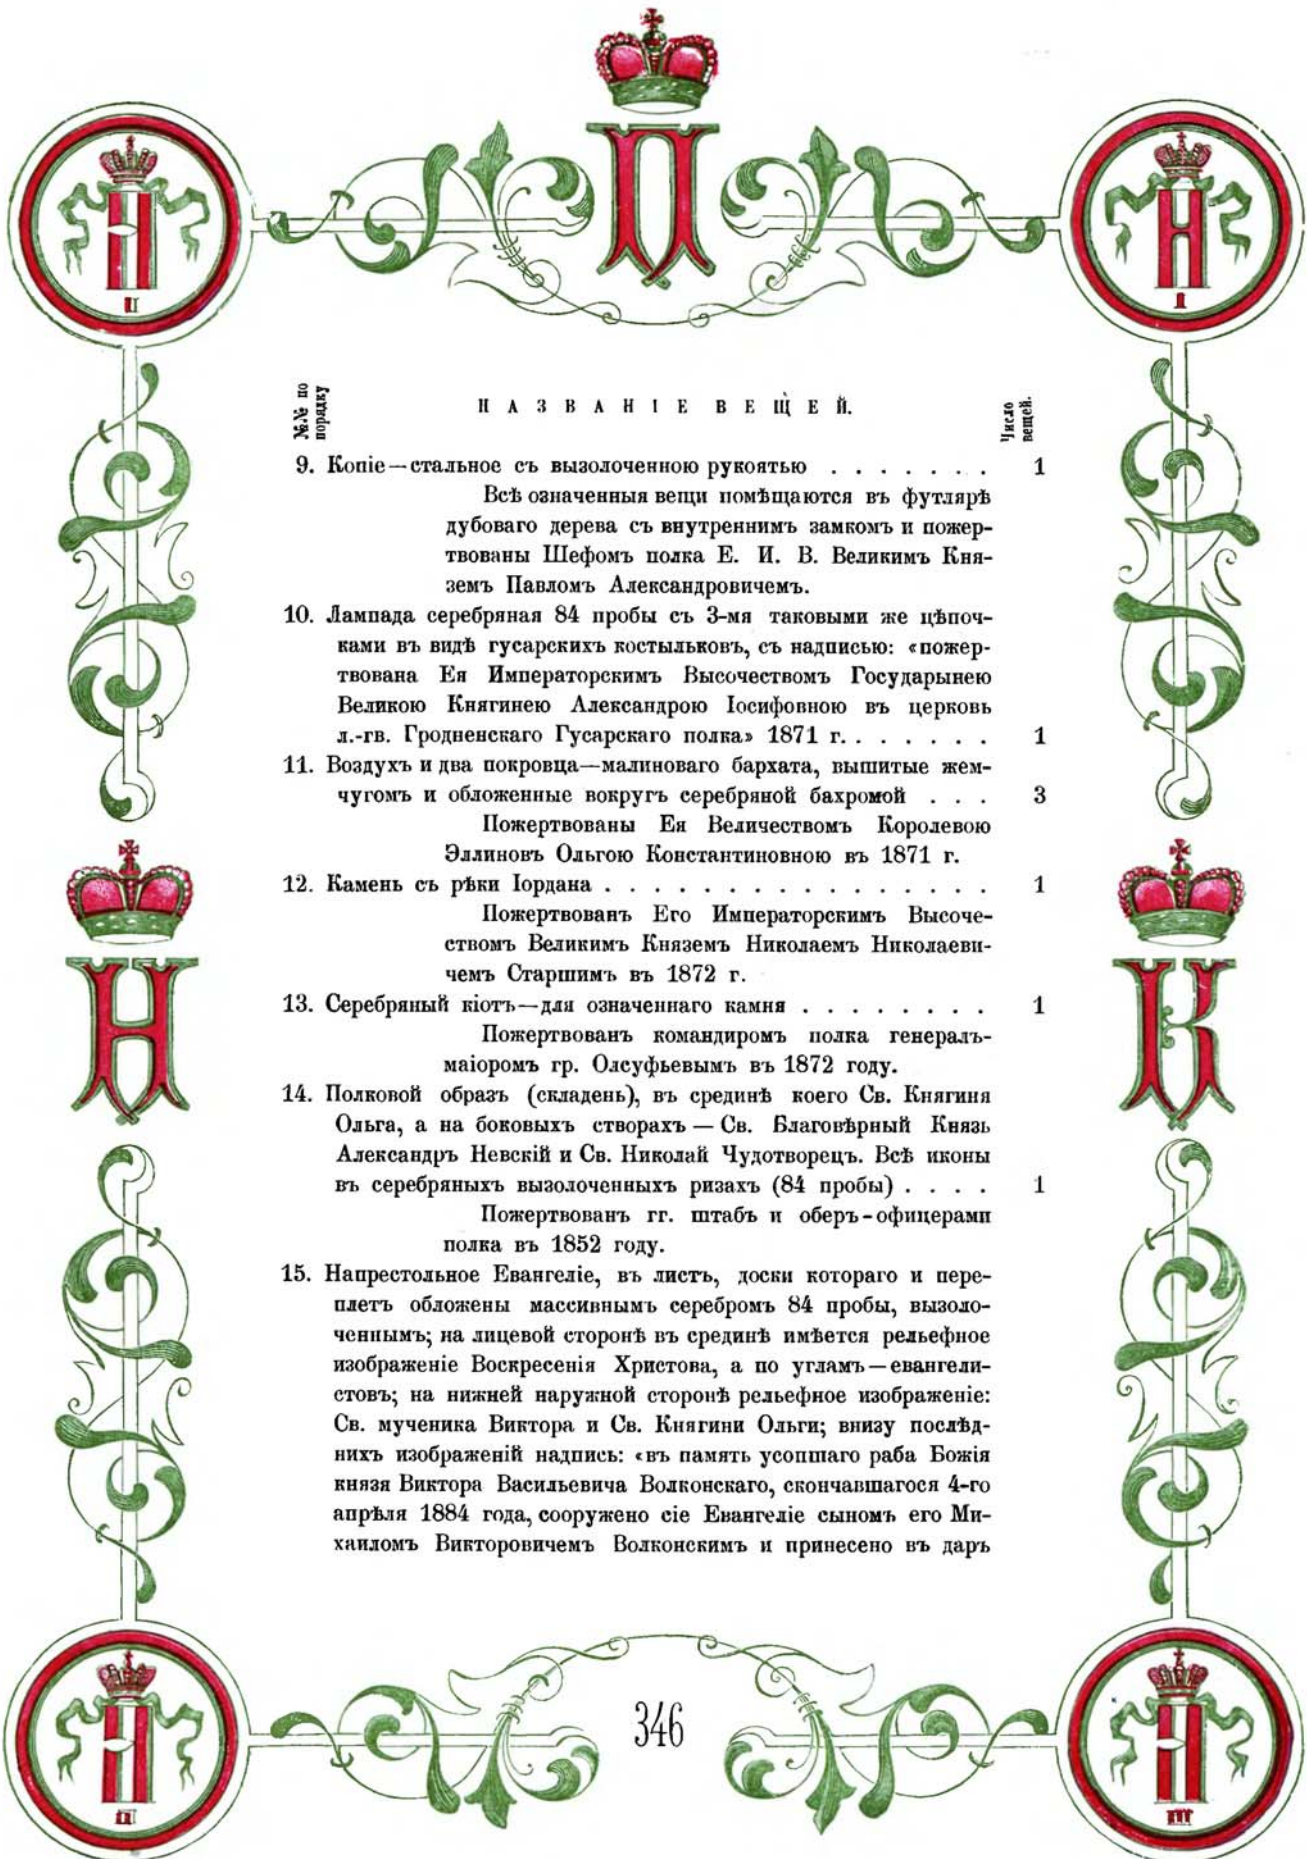 П
II
I
№№ по порядку
НАЗВАНІЕ ВЕЩЕЙ.
Число вещей.
9. Копіе—стальное съ вызолоченною рукоятью . . . . . . . 1
Всѣ означенныя вещи помѣщаются въ футлярѣ
дубоваго дерева съ внутреннимъ замкомъ и пожер-
твованы Шефомъ полка Е. И. В. Великимъ Кня-
земъ Павломъ Александровичемъ.
10. Лампада серебряная 84 пробы съ 3-мя таковыми же цѣпоч-
ками въ видѣ гусарскихъ костыльковъ, съ надписью: «пожер-
твована Ея Императорскимъ Высочествомъ Государынею
Великою Княгинею Александрою Іосифовною въ церковь
л.-гв. Гродненскаго Гусарскаго полка» 1871 г. . . . . . . 1
11. Воздухъ и два покровца—малиноваго бархата, вышитые жем-
чугомъ и обложенные вокругъ серебряной бахромой . . . 3
Пожертвованы Ея Величествомъ Королевою
Эллиновъ Ольгою Константиновною въ 1871 г.
12. Камень съ рѣки Іордана . . . . . . . . . . . . . . . . 1
Пожертвованъ Его Императорскимъ Высоче-
ствомъ Великимъ Княземъ Николаемъ Николаеви-
чемъ Старшимъ въ 1872 г.
13. Серебряный кіотъ—для означеннаго камня . . . . . . . . 1
Пожертвованъ командиромъ полка генералъ-
маіоромъ гр. Олсуфьевымъ въ 1872 году.
14. Полковой образъ (складень), въ срединѣ коего Св. Княгиня
Ольга, а на боковыхъ створахъ — Св. Благовѣрный Князь
Александръ Невскій и Св. Николай Чудотворецъ. Всѣ иконы
въ серебряныхъ вызолоченныхъ ризахъ (84 пробы) . . . . 1
Пожертвованъ гг. штабъ и оберъ-офицерами
полка въ 1852 году.
15. Напрестольное Евангеліе, въ листъ, доски котораго и пере-
плетъ обложены массивнымъ серебромъ 84 пробы, вызоло-
ченнымъ; на лицевой сторонѣ въ срединѣ имѣется рельефное
изображеніе Воскресенія Христова, а по угламъ—евангели-
стовъ; на нижней наружной сторонѣ рельефное изображеніе:
Св. мученика Виктора и Св. Княгини Ольги; внизу послѣд-
нихъ изображеній надпись: «въ память усопшаго раба Божія
князя Виктора Васильевича Волконскаго, скончавшагося 4-го
апрѣля 1884 года, сооружено сіе Евангеліе сыномъ его Ми-
хаиломъ Викторовичемъ Волконскимъ и принесено въ даръ
346
Н
III